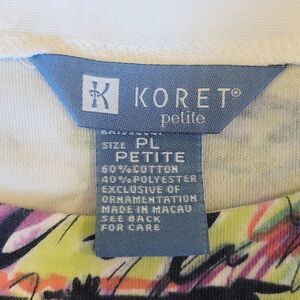 K KORET®
petite
SIZE PL
PETITE
60% COTTON
40% POLYESTER
EXCLUSIVE OF
ORNAMENTATION
MADE IN MACAU
SEE BACK
FOR CARE